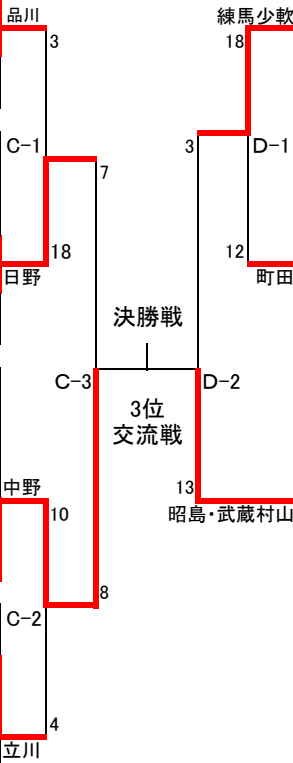 品川
練馬少軟
3
18
C-1
3
D-1
7
18
12
日野
町田
決勝戦
C-3
D-2
3位
交流戦
中野
13
10
昭島・武蔵村山
8
C-2
4
立川